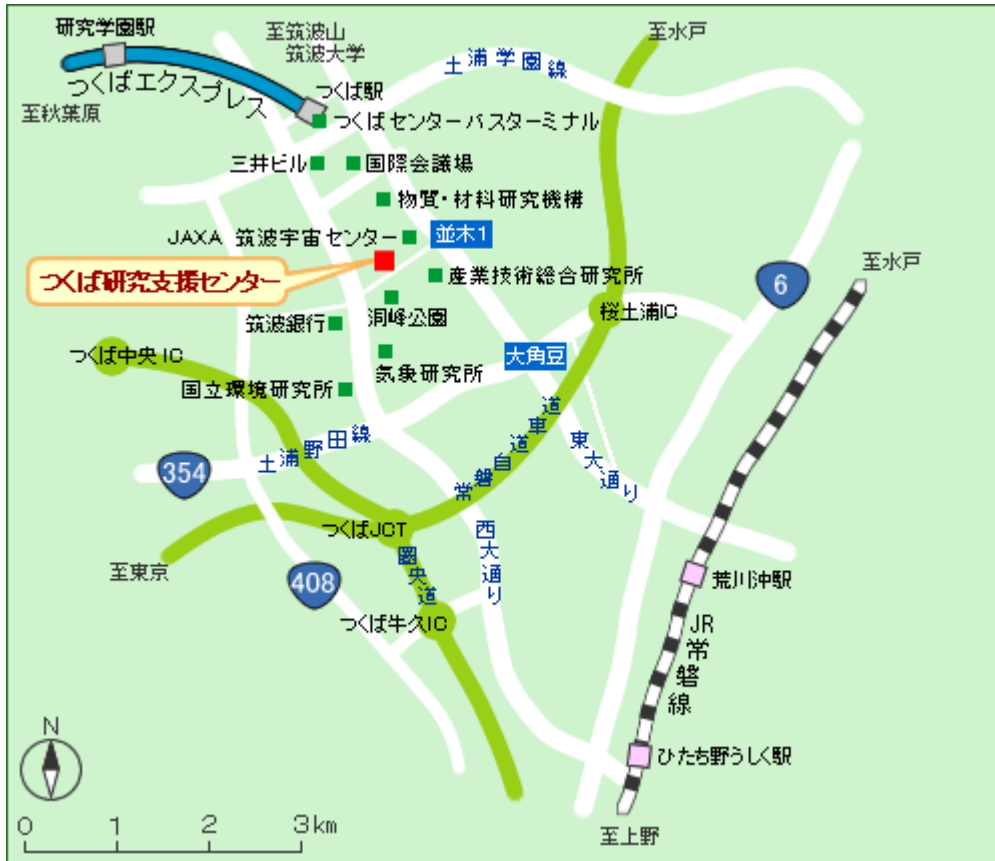 研究学園駅
至筑波山
筑波大学
至水戸
土浦学園線
つくばエクスプレス
つくば駅
至秋葉原
つくばセンターバスターミナル
三井ビル
国際会議場
物質・材料研究機構
JAXA 筑波宇宙センター
並木1
つくば研究支援センター
産業技術総合研究所
至水戸
6
洞峰公園
筑波銀行
桜土浦IC
つくば中央IC
大角豆
気象研究所
国立環境研究所
常磐自動車道
土浦野田線
東大通り
354
つくばJCT
西大通り
至東京
圏央道
408
荒川沖駅
つくば牛久IC
JR常磐線
N
ひたち野うしく駅
0 1 2 3km
至上野